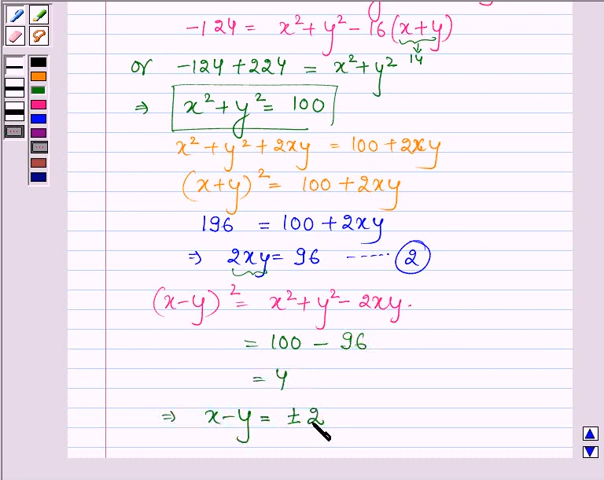 -124 = x² + y² - 16(x+y)
14
or -124 + 224 = x² + y²
⇒ x² + y² = 100
x² + y² + 2xy = 100 + 2xy
(x+y)² = 100 + 2xy
196 = 100 + 2xy
⇒ 2xy = 96 ----- 2
(x-y)² = x² + y² - 2xy.
= 100 - 96
= 4
⇒ x-y = ± 2